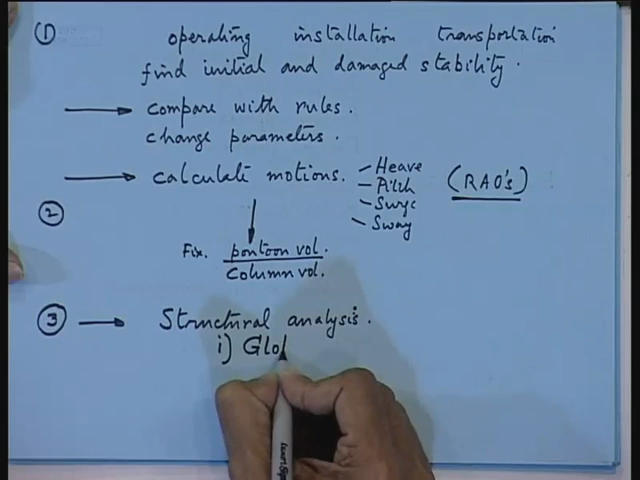 ① operating installation transportation
find initial and damaged stability.
→ compare with rules.
change parameters.
→ calculate motions. – Heave
– Pitch
– Surge
– Sway
(RAO's)
②
Fix. pontoon vol.
Column vol.
③ → Structural analysis.
i) Glob